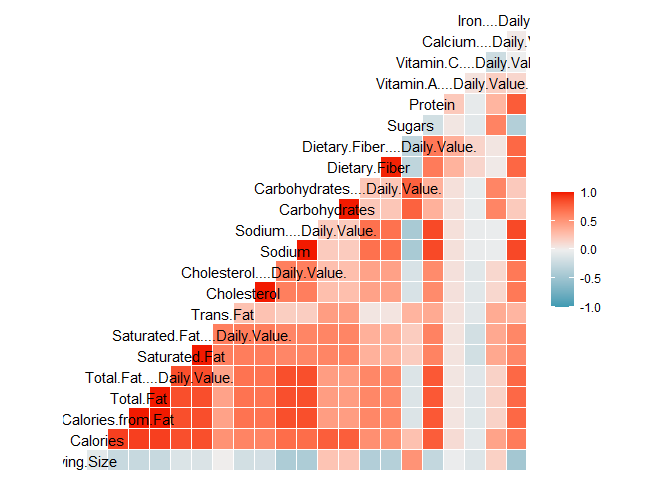 Iron....Daily
Calcium....Daily.V
Vitamin.C....Daily.Val
Vitamin.A....Daily.Value.
Protein
Sugars
Dietary.Fiber....Daily.Value.
Dietary.Fiber
Carbohydrates....Daily.Value.
Carbohydrates
Sodium....Daily.Value.
Sodium
Cholesterol....Daily.Value.
Cholesterol
Trans.Fat
Saturated.Fat....Daily.Value.
Saturated.Fat
Total.Fat....Daily.Value.
Total.Fat
Calories.from.Fat
Calories
ving.Size
1.0
0.5
0.0
-0.5
-1.0